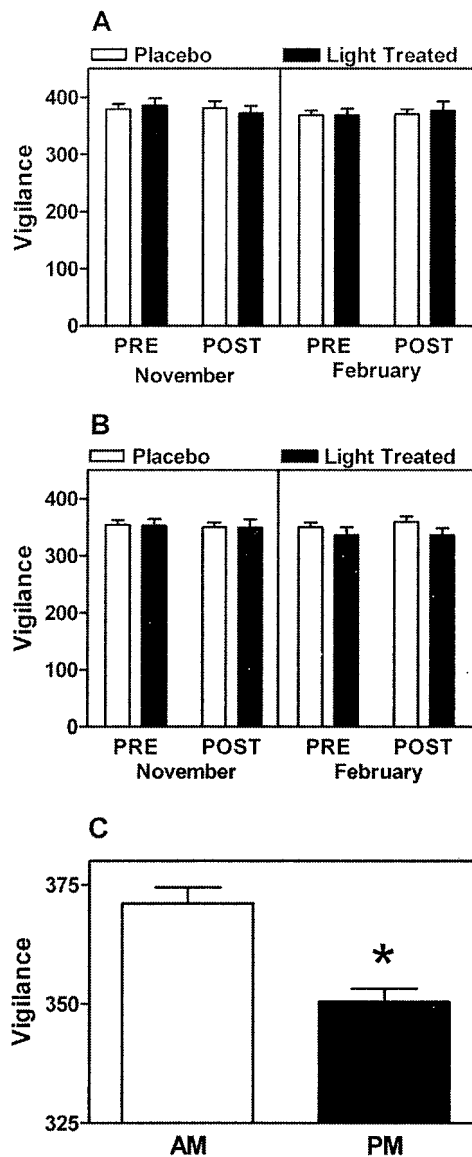 A
Placebo Light Treated
Vigilance
400
300
200
100
0
PRE POST PRE POST
November February
B
Placebo Light Treated
Vigilance
400
300
200
100
0
PRE POST PRE POST
November February
C
Vigilance
375
350
325
*
AM PM